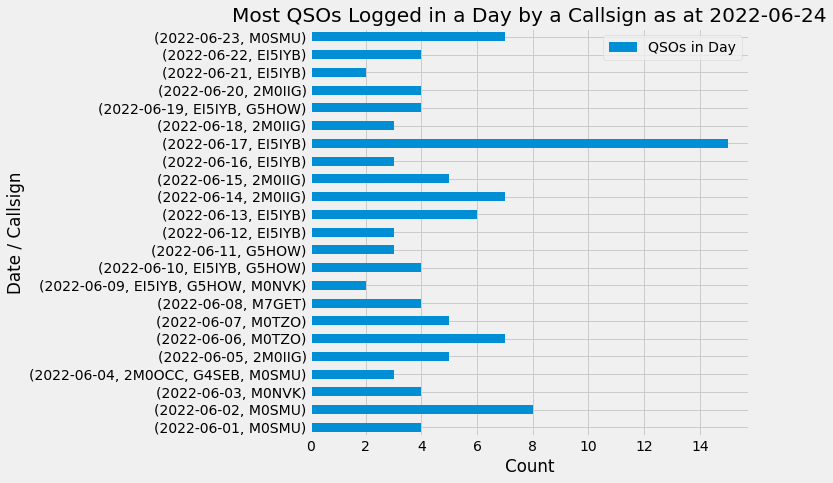 Most QSOs Logged in a Day by a Callsign as at 2022-06-24
QSOs in Day
Date / Callsign
(2022-06-23, M0SMU)
(2022-06-22, EI5IYB)
(2022-06-21, EI5IYB)
(2022-06-20, 2M0IIG)
(2022-06-19, EI5IYB, G5HOW)
(2022-06-18, 2M0IIG)
(2022-06-17, EI5IYB)
(2022-06-16, EI5IYB)
(2022-06-15, 2M0IIG)
(2022-06-14, 2M0IIG)
(2022-06-13, EI5IYB)
(2022-06-12, EI5IYB)
(2022-06-11, G5HOW)
(2022-06-10, EI5IYB, G5HOW)
(2022-06-09, EI5IYB, G5HOW, M0NVK)
(2022-06-08, M7GET)
(2022-06-07, M0TZO)
(2022-06-06, M0TZO)
(2022-06-05, 2M0IIG)
(2022-06-04, 2M0OCC, G4SEB, M0SMU)
(2022-06-03, M0NVK)
(2022-06-02, M0SMU)
(2022-06-01, M0SMU)
0 2 4 6 8 10 12 14
Count